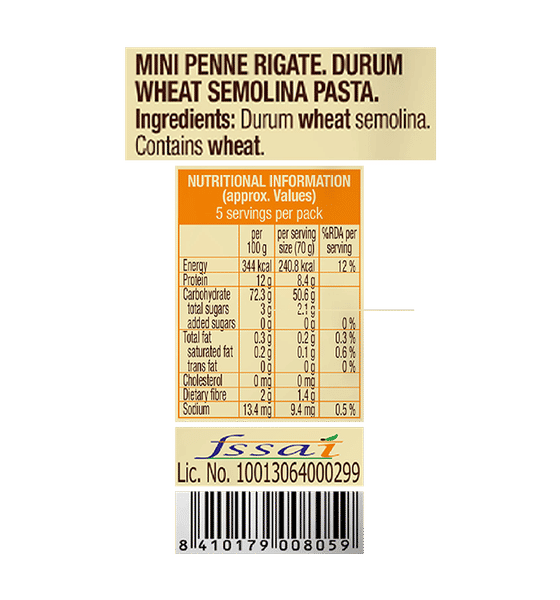 MINI PENNE RIGATE. DURUM
WHEAT SEMOLINA PASTA.
Ingredients: Durum wheat semolina.
Contains wheat.
NUTRITIONAL INFORMATION
(approx. Values)
5 servings per pack
per 100 g per serving size (70 g) %RDA per serving
Energy 344 kcal 240.8 kcal 12 %
Protein 12 g 8.4 g
Carbohydrate 72.3 g 50.6 g
total sugars 3 g 2.1 g
added sugars 0 g 0 g 0 %
Total fat 0.3 g 0.2 g 0.3 %
saturated fat 0.2 g 0.1 g 0.6 %
trans fat 0 g 0 g 0 %
Cholesterol 0 mg 0 mg
Dietary fibre 2 g 1.4 g
Sodium 13.4 mg 9.4 mg 0.5 %
fssai
Lic. No. 10013064000299
8 410179 008059